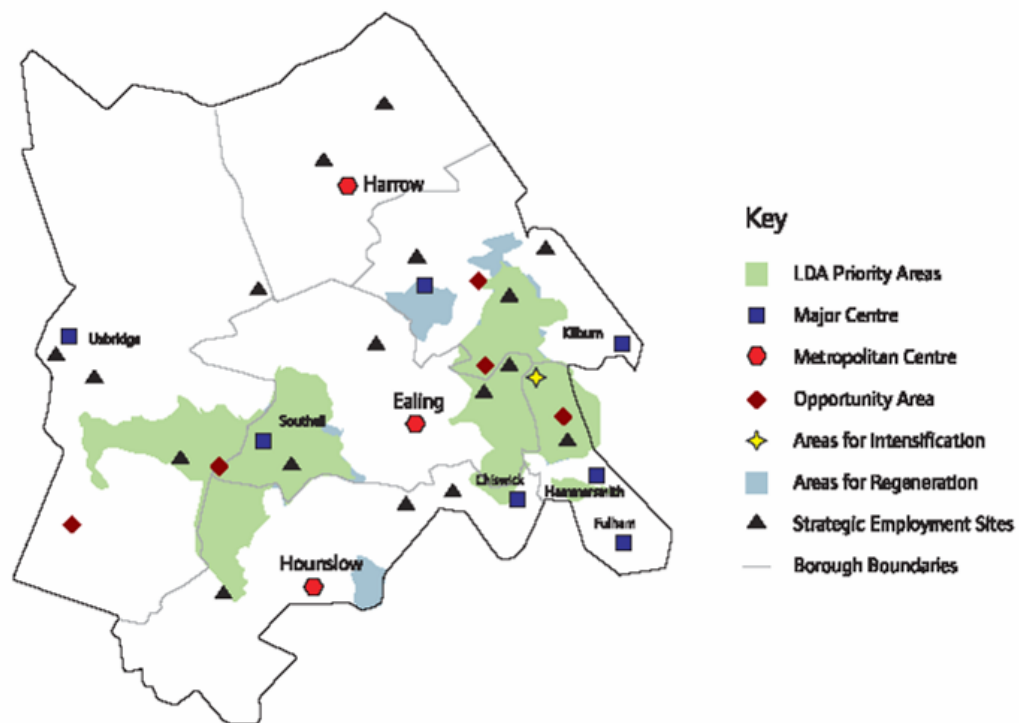 Harrow
Uxbridge
Kilburn
Ealing
Southall
Chiswick
Hammersmith
Fulham
Hounslow
Key
LDA Priority Areas
Major Centre
Metropolitan Centre
Opportunity Area
Areas for Intensification
Areas for Regeneration
Strategic Employment Sites
Borough Boundaries